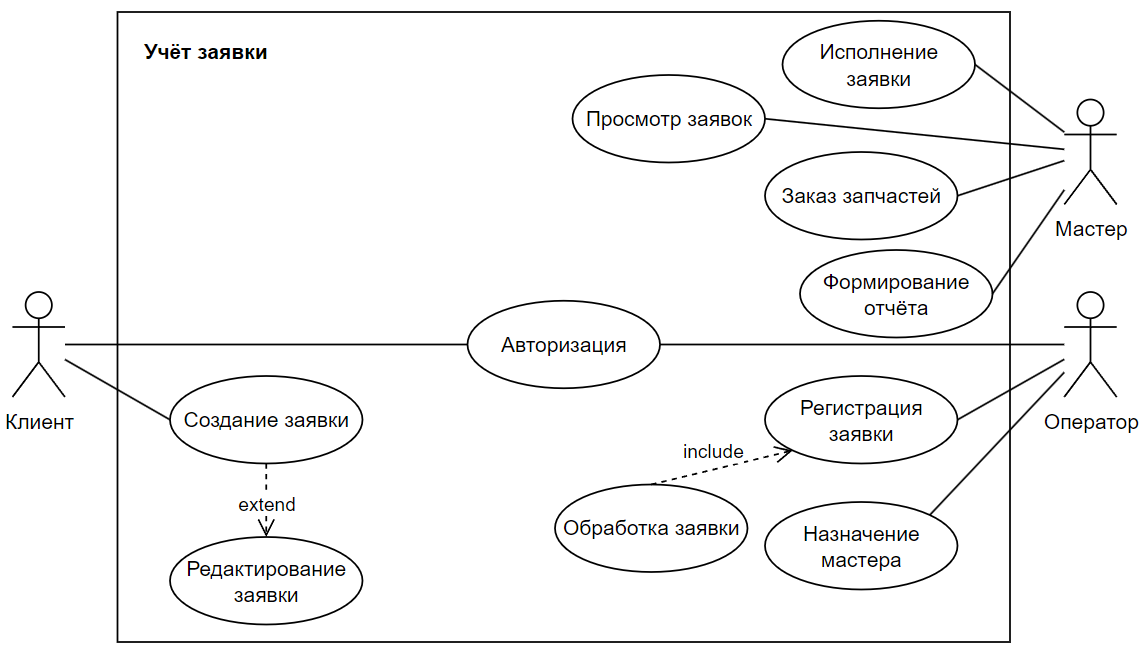 Учёт заявки
Исполнение
заявки
Просмотр заявок
Заказ запчастей
Мастер
Формирование
отчёта
Авторизация
Клиент
Создание заявки
Регистрация
заявки
Оператор
include
extend
Обработка заявки
Назначение
мастера
Редактирование
заявки